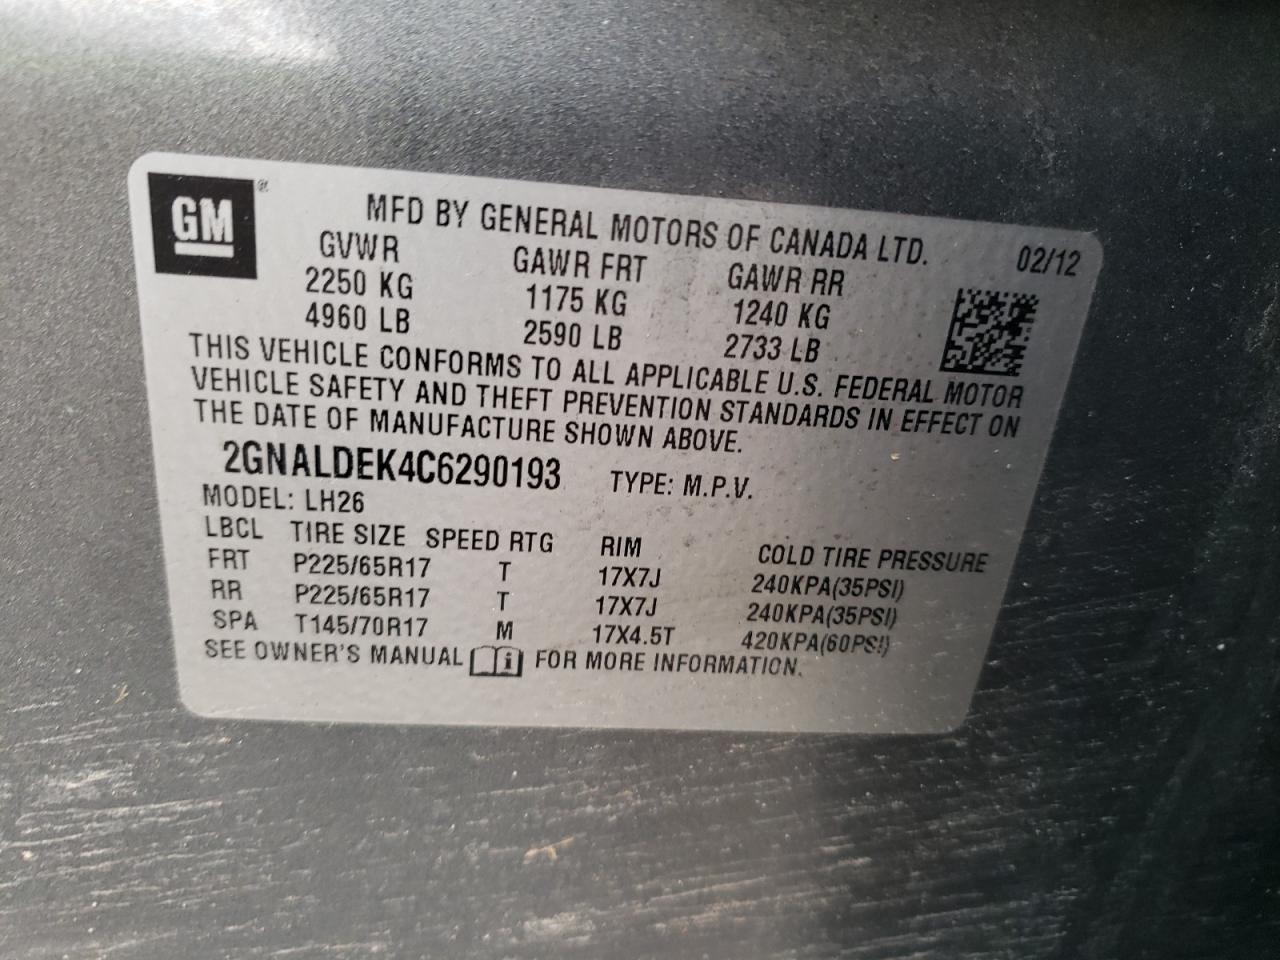 GM ®
MFD BY GENERAL MOTORS OF CANADA LTD. 02/12
GVWR GAWR FRT GAWR RR
2250 KG 1175 KG 1240 KG
4960 LB 2590 LB 2733 LB
THIS VEHICLE CONFORMS TO ALL APPLICABLE U.S. FEDERAL MOTOR
VEHICLE SAFETY AND THEFT PREVENTION STANDARDS IN EFFECT ON
THE DATE OF MANUFACTURE SHOWN ABOVE.
2GNALDEK4C6290193 TYPE: M.P.V.
MODEL: LH26
LBCL TIRE SIZE SPEED RTG RIM COLD TIRE PRESSURE
FRT P225/65R17 T 17X7J 240KPA(35PSI)
RR P225/65R17 T 17X7J 240KPA(35PSI)
SPA T145/70R17 M 17X4.5T 420KPA(60PSI)
SEE OWNER'S MANUAL i FOR MORE INFORMATION.